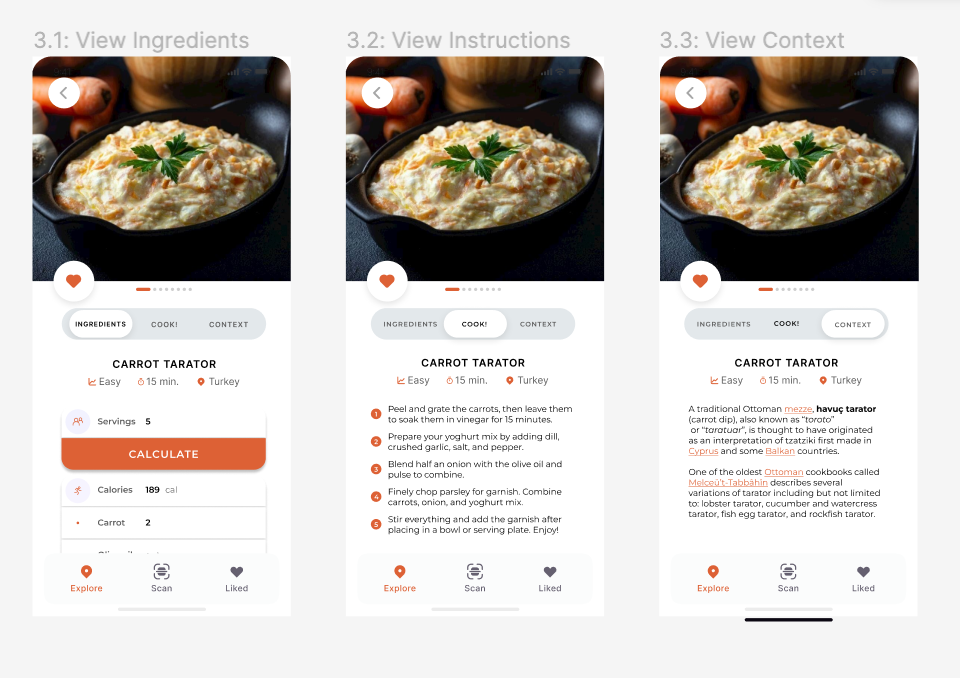 3.1: View Ingredients
INGREDIENTS
COOK!
CONTEXT
CARROT TARATOR
Easy
15 min.
Turkey
Servings 5
CALCULATE
Calories 189 cal
Carrot 2
Explore
Scan
Liked
3.2: View Instructions
INGREDIENTS
COOK!
CONTEXT
CARROT TARATOR
Easy
15 min.
Turkey
1 Peel and grate the carrots, then leave them
to soak them in vinegar for 15 minutes.
2 Prepare your yoghurt mix by adding dill,
crushed garlic, salt, and pepper.
3 Blend half an onion with the olive oil and
pulse to combine.
4 Finely chop parsley for garnish. Combine
carrots, onion, and yoghurt mix.
5 Stir everything and add the garnish after
placing in a bowl or serving plate. Enjoy!
Explore
Scan
Liked
3.3: View Context
INGREDIENTS
COOK!
CONTEXT
CARROT TARATOR
Easy
15 min.
Turkey
A traditional Ottoman mezze, havuç tarator
(carrot dip), also known as “torato”
or “taratuar”, is thought to have originated
as an interpretation of tzatziki first made in
Cyprus and some Balkan countries.
One of the oldest Ottoman cookbooks called
Melceü't-Tabbâhîn describes several
variations of tarator including but not limited
to: lobster tarator, cucumber and watercress
tarator, fish egg tarator, and rockfish tarator.
Explore
Scan
Liked